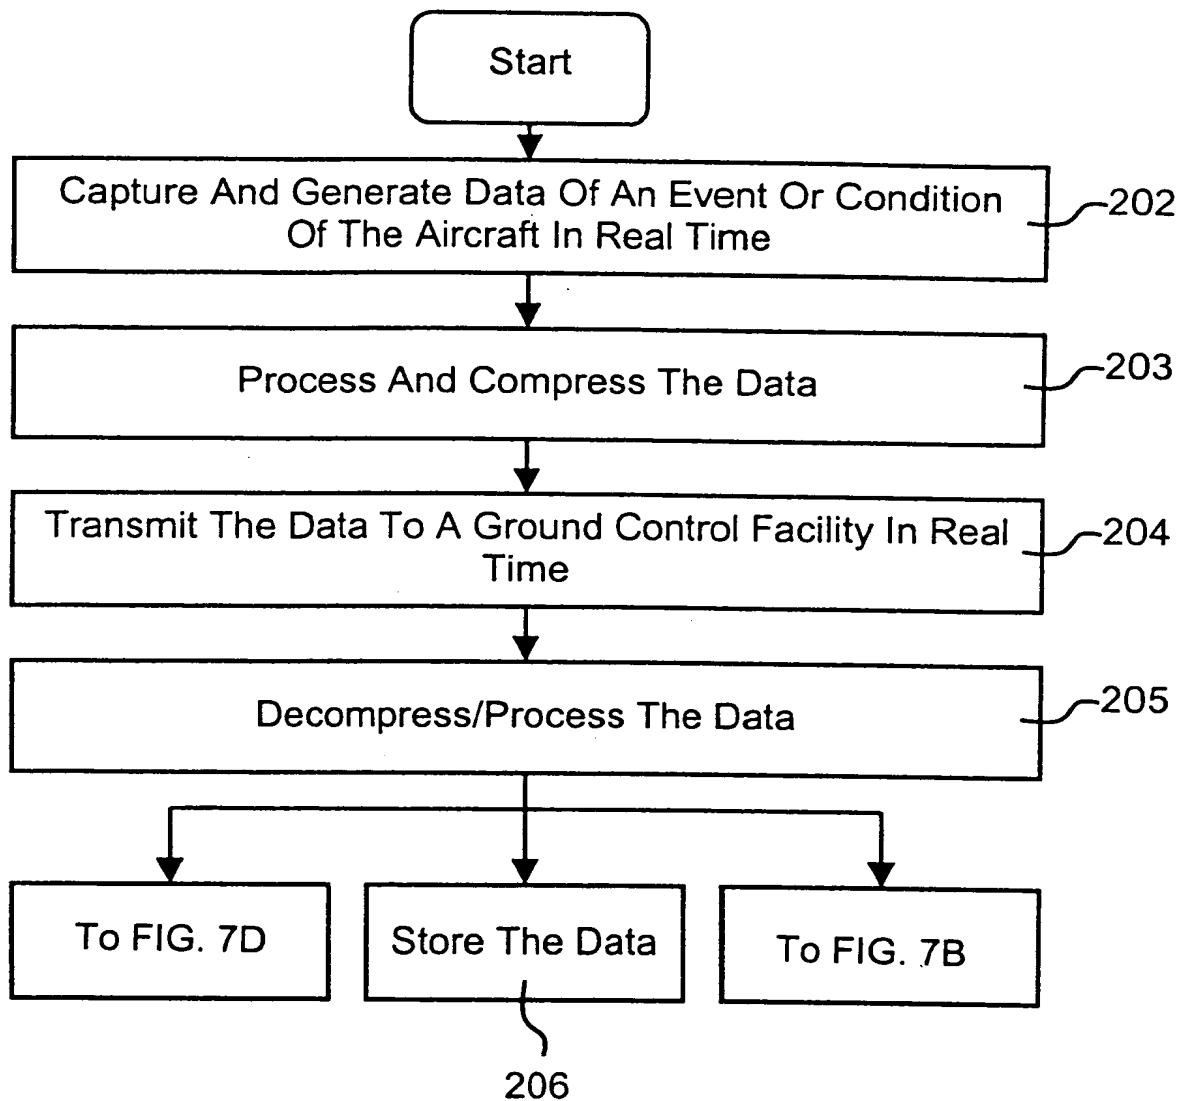 Start
Capture And Generate Data Of An Event Or Condition
Of The Aircraft In Real Time
202
Process And Compress The Data
203
Transmit The Data To A Ground Control Facility In Real
Time
204
Decompress/Process The Data
205
To FIG. 7D
Store The Data
To FIG. 7B
206